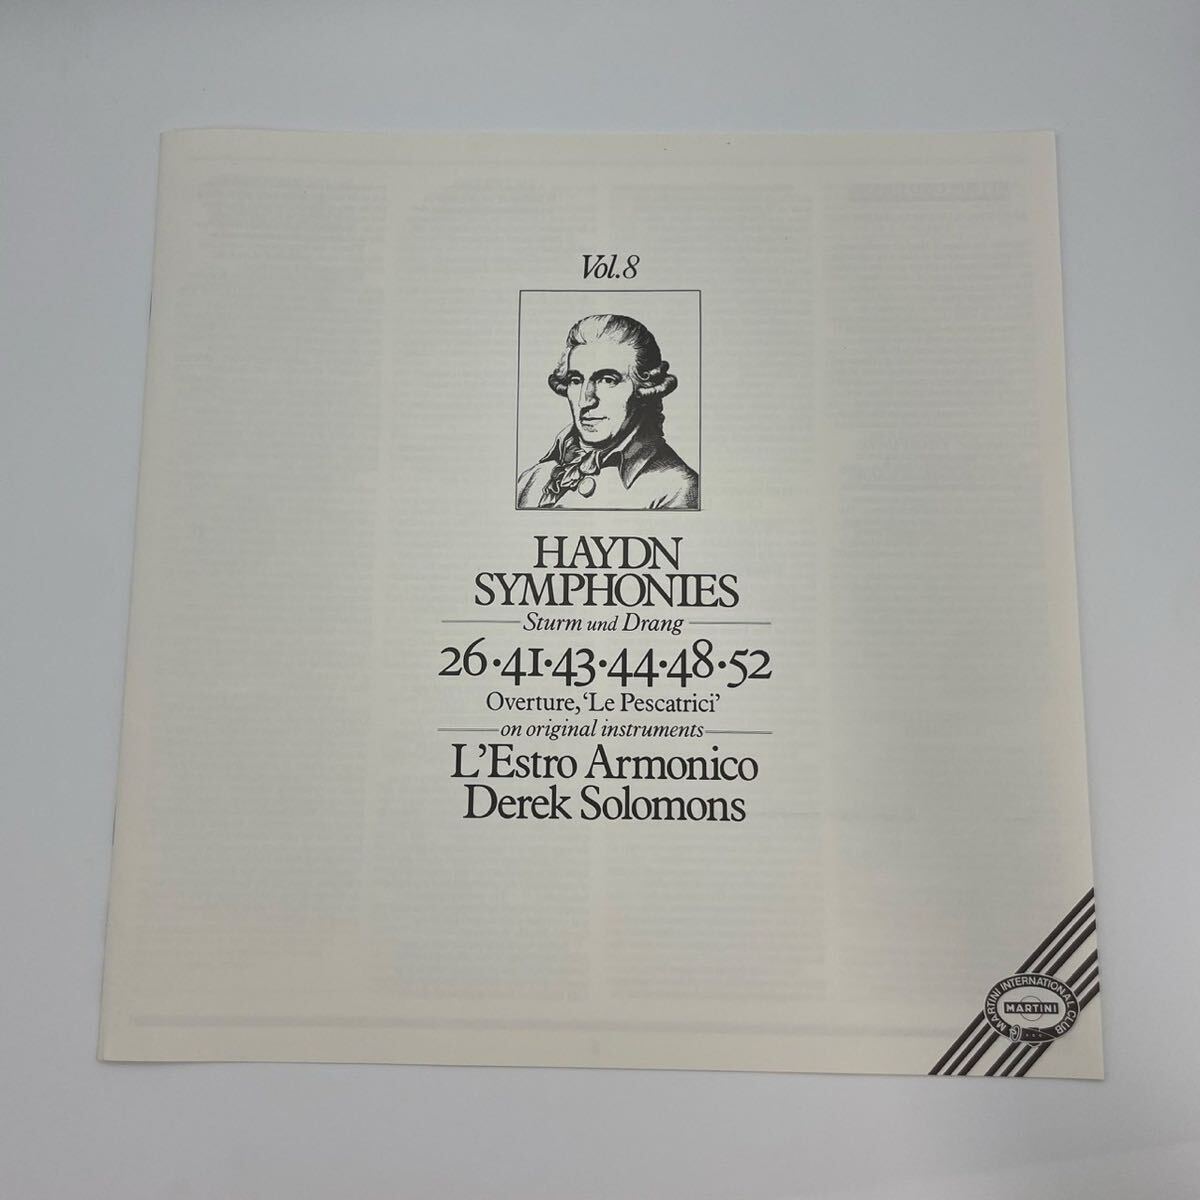 Vol.8
HAYDN
SYMPHONIES
Sturm und Drang
26·41·43·44·48·52
Overture, ‘Le Pescatrici’
on original instruments
L’Estro Armonico
Derek Solomons
MARTINI INTERNATIONAL CLUB
MARTINI